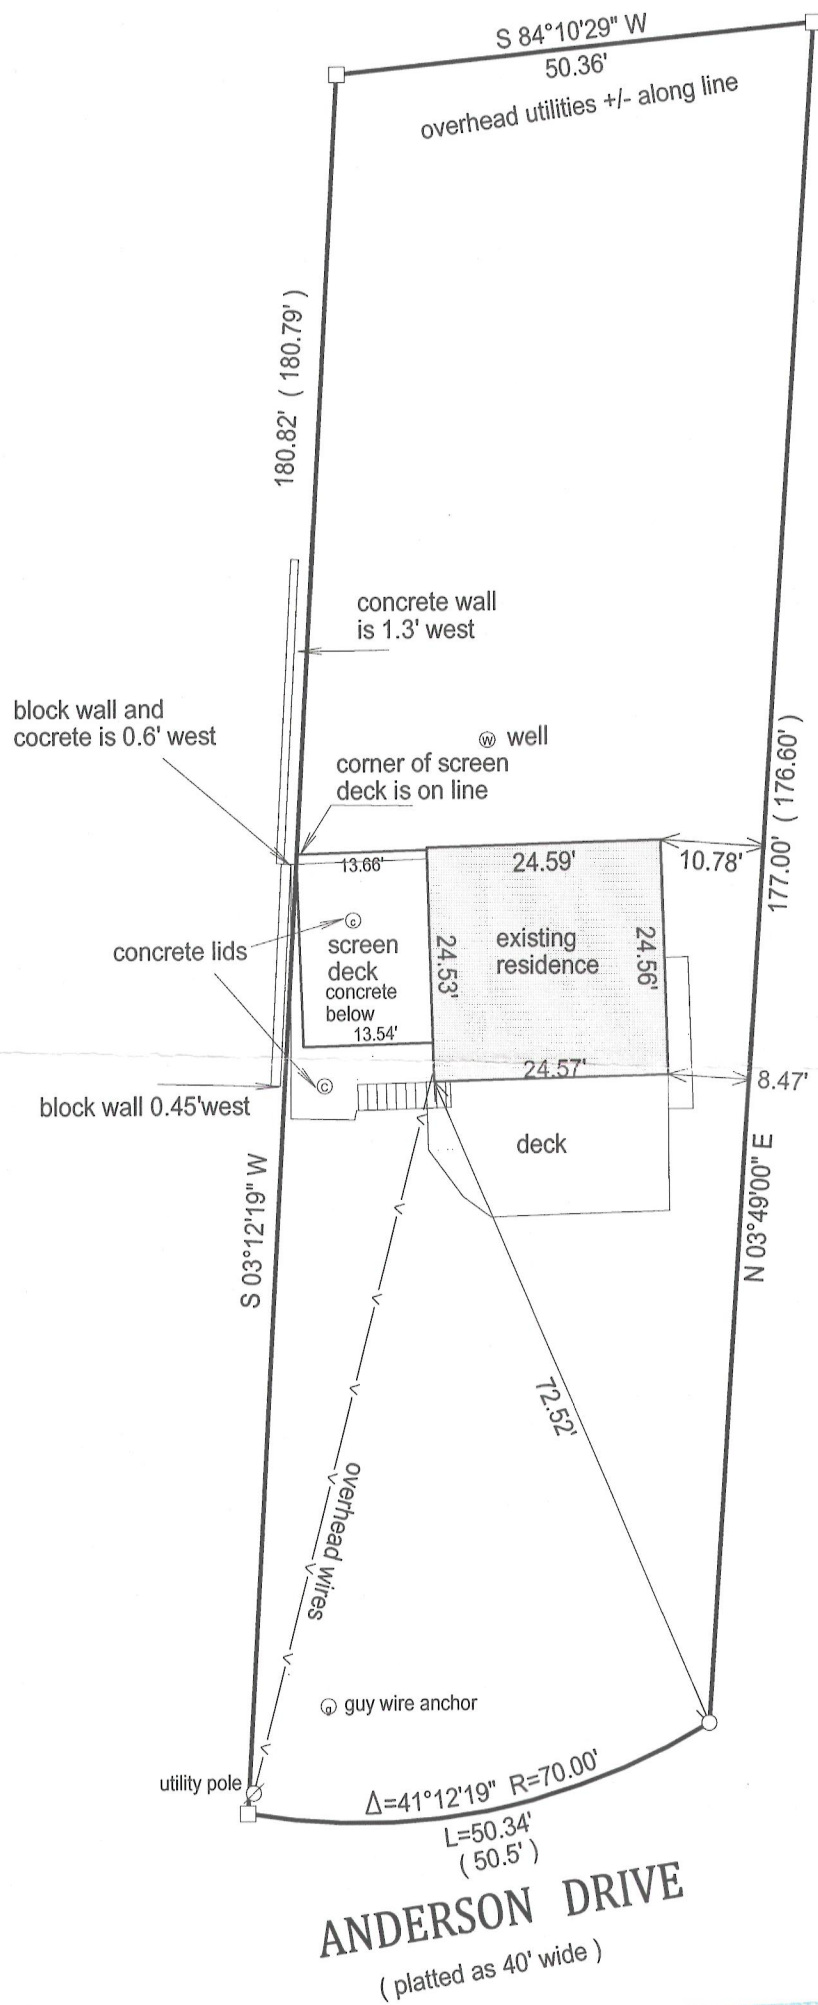 S 84°10'29" W
50.36'
overhead utilities +/- along line
180.82' ( 180.79' )
concrete wall
is 1.3' west
block wall and
cocrete is 0.6' west
w well
corner of screen
deck is on line
177.00' ( 176.60' )
13.66'
24.59'
10.78'
c
concrete lids
screen
deck
concrete
below
13.54'
24.53'
existing
residence
24.56'
24.57'
8.47'
c
block wall 0.45'west
deck
S 03°12'19" W
N 03°49'00" E
72.52'
overhead wires
g guy wire anchor
utility pole
Δ=41°12'19" R=70.00'
L=50.34'
( 50.5' )
ANDERSON DRIVE
( platted as 40' wide )